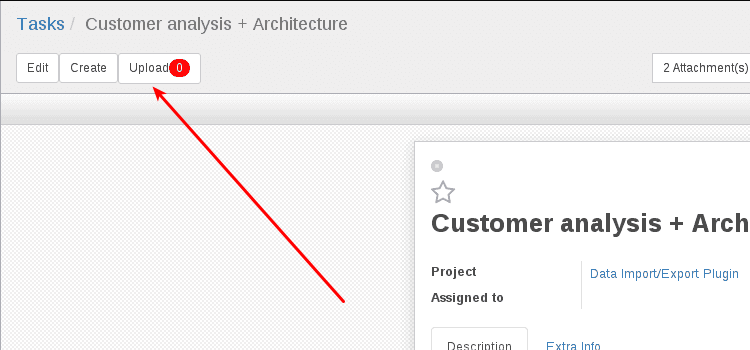 Tasks / Customer analysis + Architecture
Edit Create Upload 0 2 Attachment(s)
Customer analysis + Arch
Project Data Import/Export Plugin
Assigned to
Description Extra Info